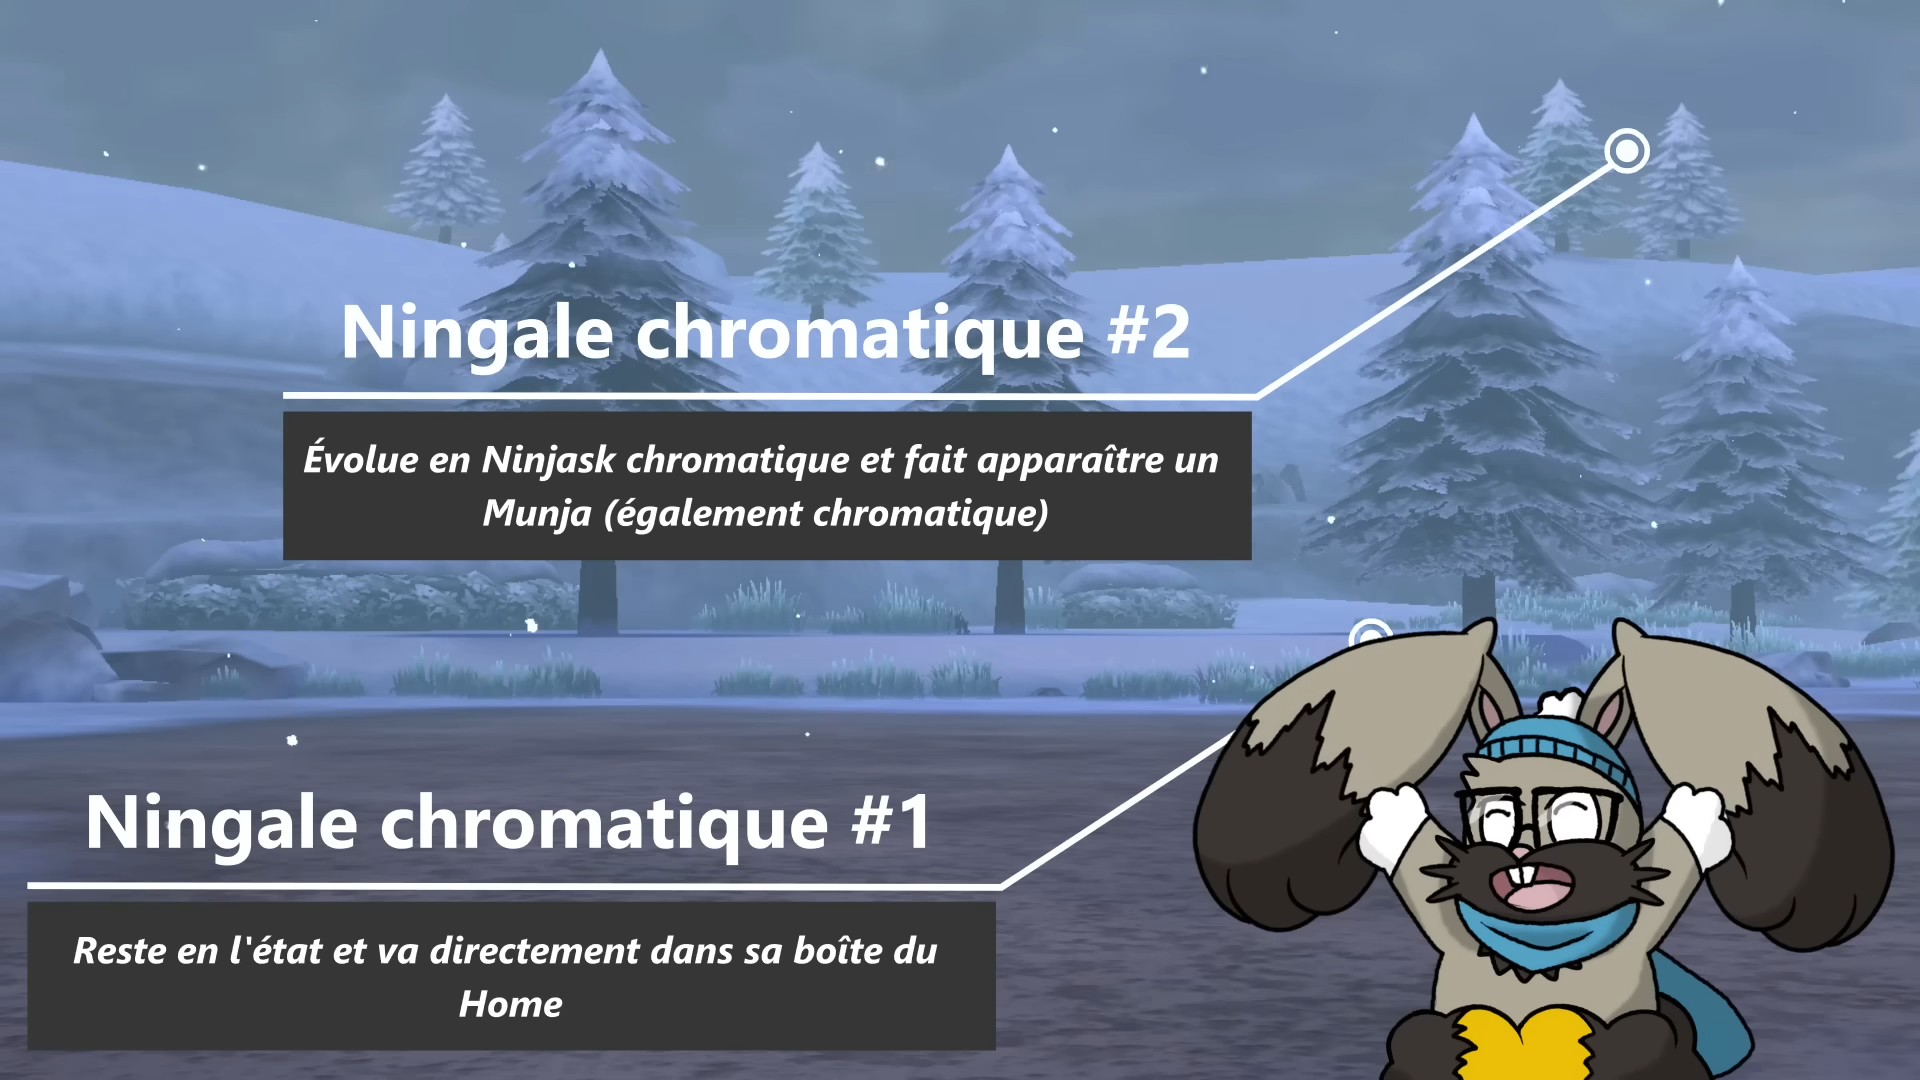 Ningale chromatique #2
Évolue en Ninjask chromatique et fait apparaître un
Munja (également chromatique)
Ningale chromatique #1
Reste en l'état et va directement dans sa boîte du
Home